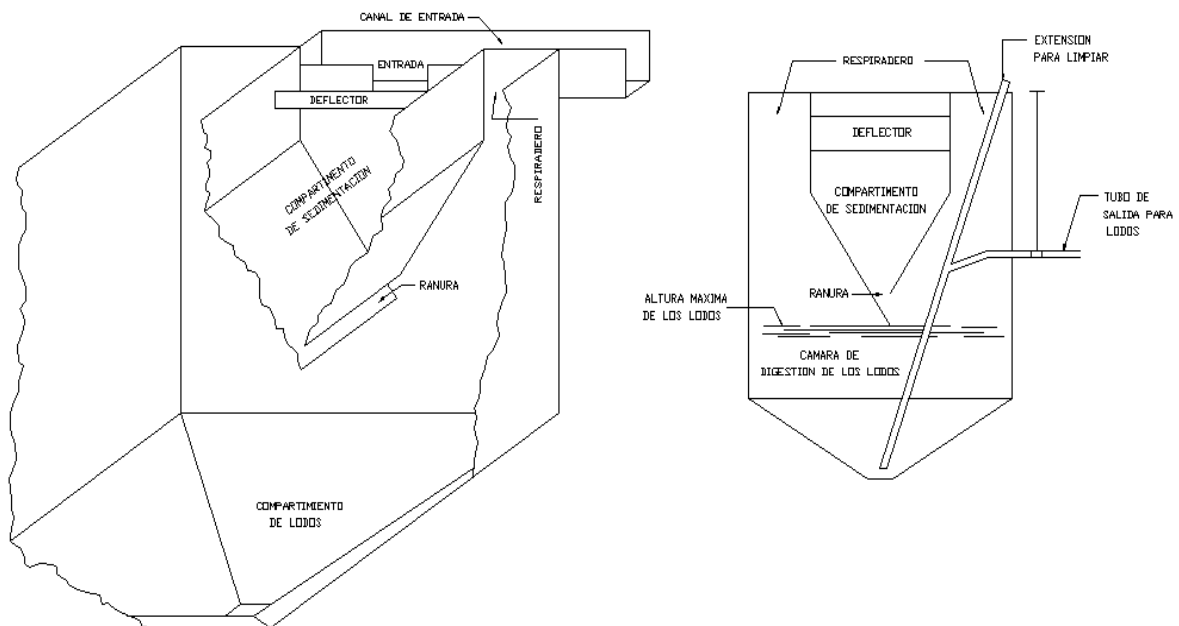 CANAL DE ENTRADA
ENTRADA
DEFLECTOR
RESPIRADERO
COMPARTIMENTO
DE SEDIMENTACION
RANURA
COMPARTIMIENTO
DE LODOS
EXTENSION
PARA LIMPIAR
RESPIRADERO
DEFLECTOR
COMPARTIMENTO
DE SEDIMENTACION
TUBO DE
SALIDA PARA
LODOS
RANURA
ALTURA MAXIMA
DE LOS LODOS
CAMARA DE
DIGESTION DE LOS LODOS